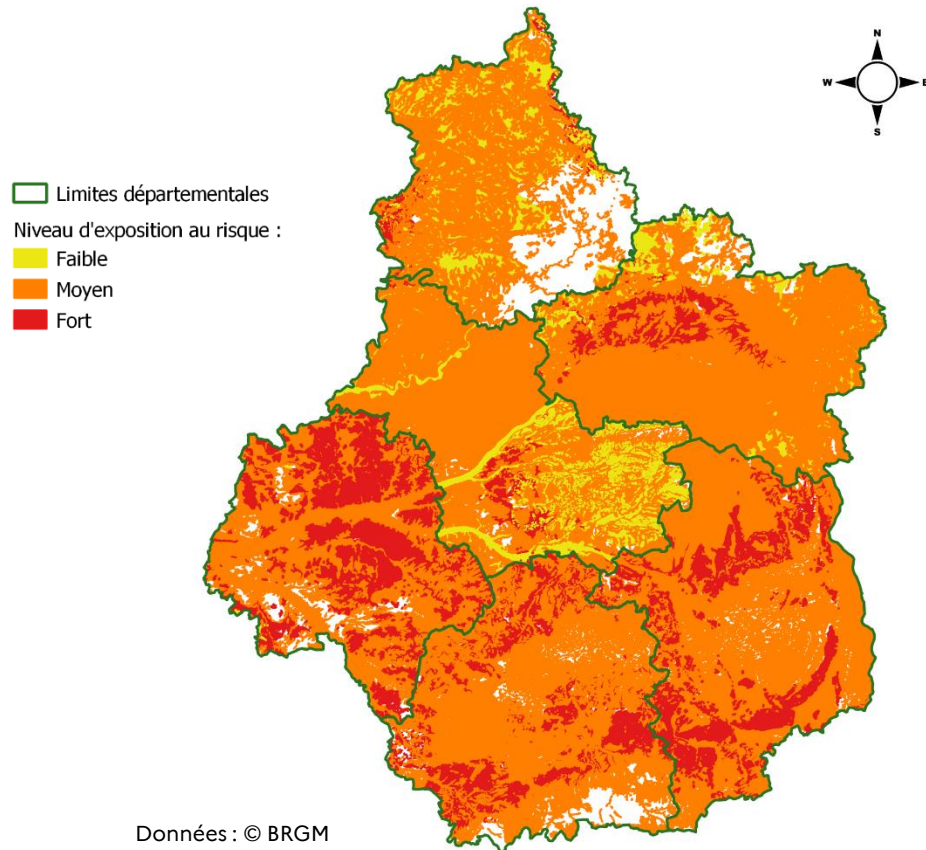 N
W
E
S
Limites départementales
Niveau d'exposition au risque :
Faible
Moyen
Fort
Données : © BRGM